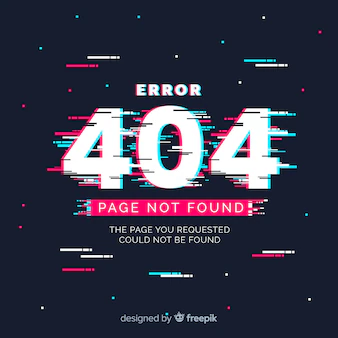 ERROR
404
PAGE NOT FOUND
THE PAGE YOU REQUESTED
COULD NOT BE FOUND
designed by freepik